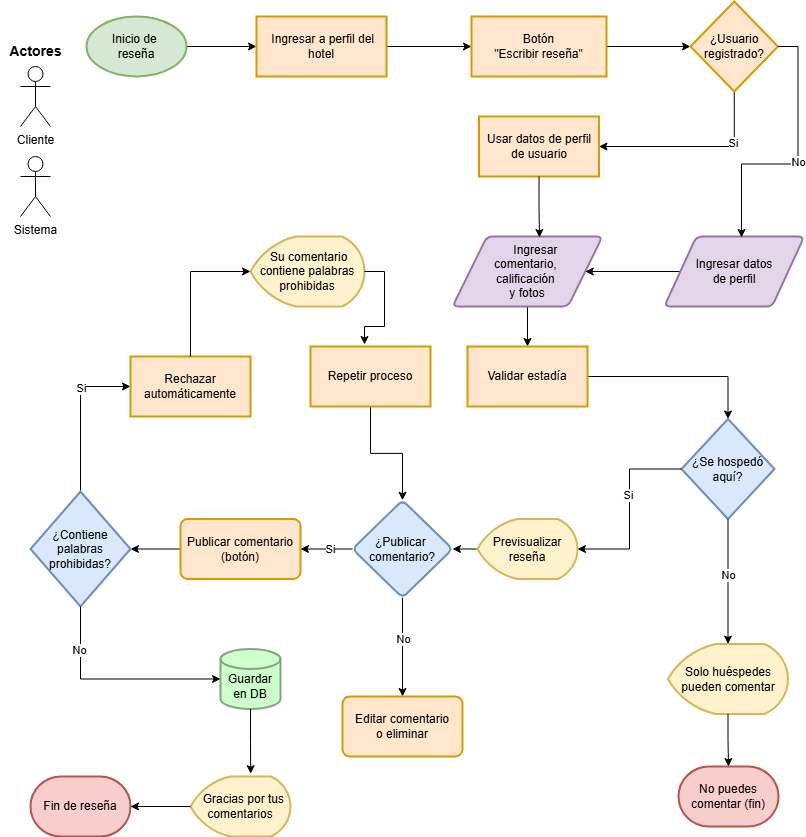 Inicio de
reseña
Ingresar a perfil del
hotel
Botón
"Escribir reseña"
¿Usuario
registrado?
Actores
Cliente
Sistema
Si
No
Usar datos de perfil
de usuario
Su comentario
contiene palabras
prohibidas
Ingresar
comentario,
calificación
y fotos
Ingresar datos
de perfil
Rechazar
automáticamente
Si
Repetir proceso
Validar estadía
¿Se hospedó
aquí?
Si
No
¿Contiene
palabras
prohibidas?
Publicar comentario
(botón)
Si
¿Publicar
comentario?
Previsualizar
reseña
No
No
Guardar
en DB
Editar comentario
o eliminar
Solo huéspedes
pueden comentar
Fin de reseña
Gracias por tus
comentarios
No puedes
comentar (fin)